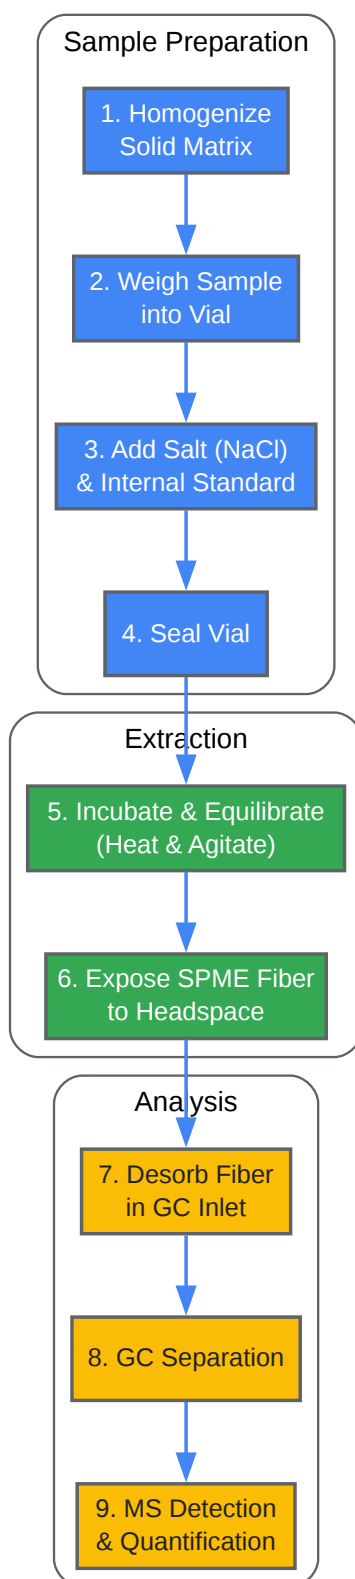 Sample Preparation
1. Homogenize
Solid Matrix
2. Weigh Sample
into Vial
3. Add Salt (NaCl)
& Internal Standard
4. Seal Vial
Extraction
5. Incubate & Equilibrate
(Heat & Agitate)
6. Expose SPME Fiber
to Headspace
Analysis
7. Desorb Fiber
in GC Inlet
8. GC Separation
9. MS Detection
& Quantification